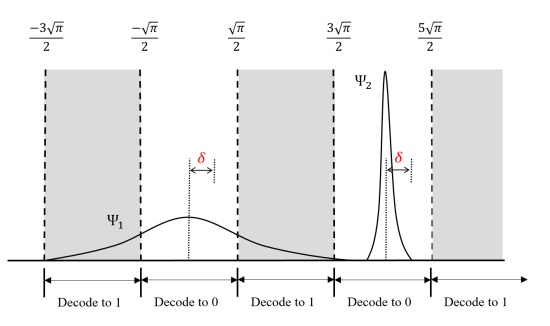 −3√π/2 −√π/2 √π/2 3√π/2 5√π/2
Ψ₂
δ δ
Ψ₁
Decode to 1 Decode to 0 Decode to 1 Decode to 0 Decode to 1